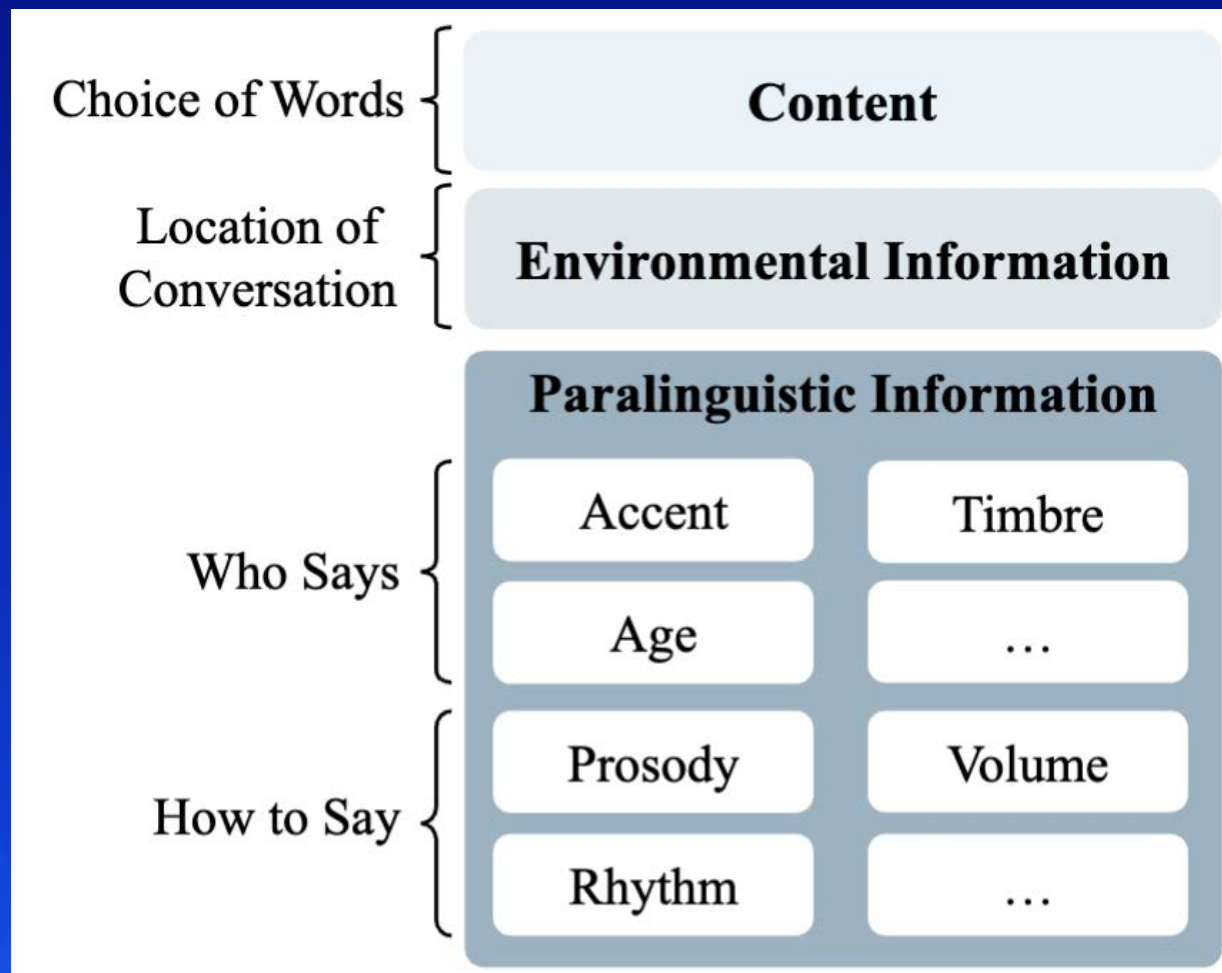 Choice of Words
Content
Location of
Conversation
Environmental Information
Paralinguistic Information
Who Says
Accent
Timbre
Age
…
How to Say
Prosody
Volume
Rhythm
…